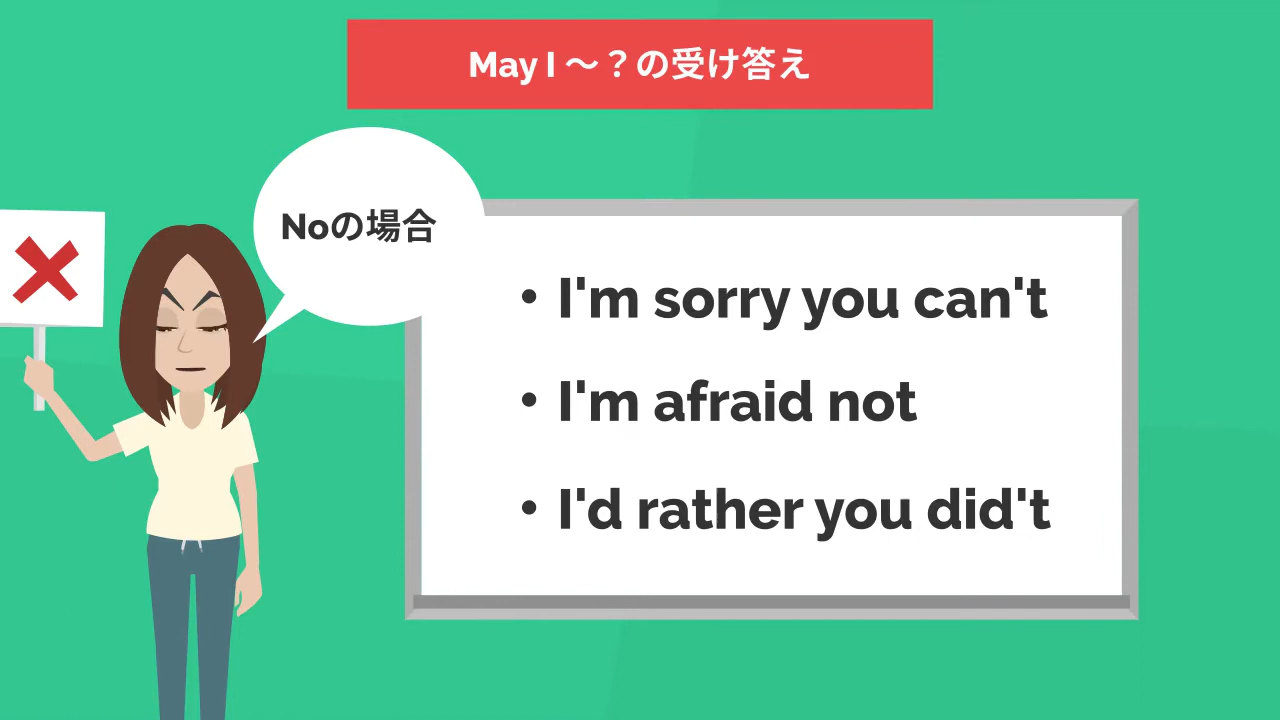 May I ～？の受け答え
Noの場合
• I'm sorry you can't
• I'm afraid not
• I'd rather you did't